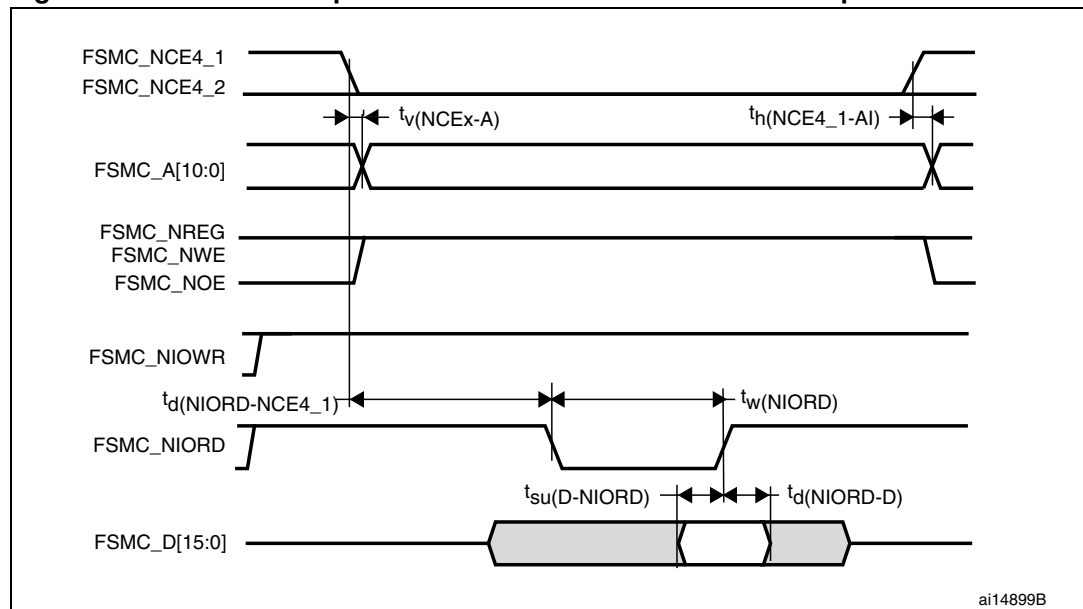 FSMC_NCE4_1
FSMC_NCE4_2
tv(NCEx-A)
th(NCE4_1-AI)
FSMC_A[10:0]
FSMC_NREG
FSMC_NWE
FSMC_NOE
FSMC_NIOWR
td(NIORD-NCE4_1)
tw(NIORD)
FSMC_NIORD
tsu(D-NIORD)
td(NIORD-D)
FSMC_D[15:0]
ai14899B